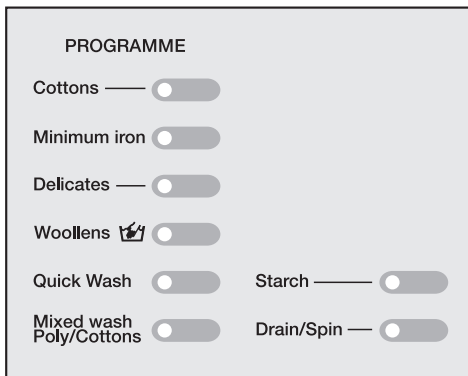 PROGRAMME
Cottons
Minimum iron
Delicates
Woollens
Quick Wash
Mixed wash
Poly/Cottons
Starch
Drain/Spin